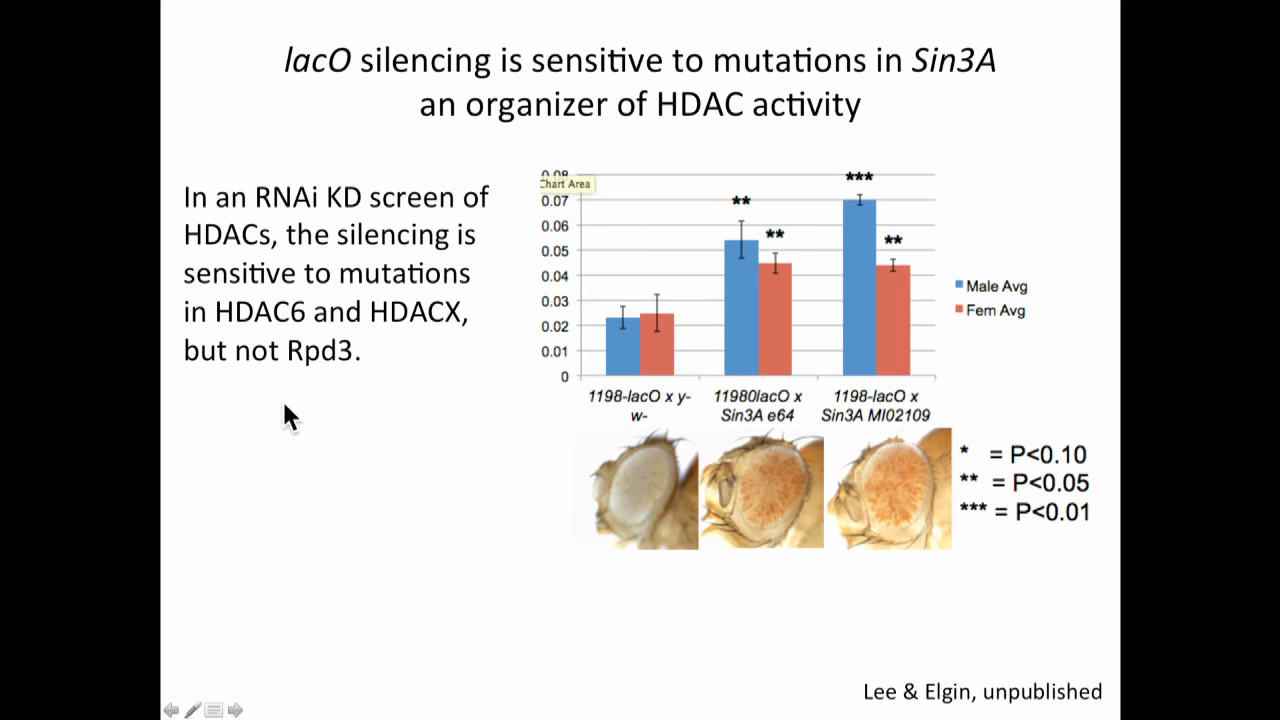 lacO silencing is sensitive to mutations in Sin3A
an organizer of HDAC activity
In an RNAi KD screen of
HDACs, the silencing is
sensitive to mutations
in HDAC6 and HDACX,
but not Rpd3.
0.08
Chart Area
0.07
0.06
0.05
0.04
0.03
0.02
0.01
0
** ** *** **
1198-lacO x y-
w-
11980lacO x
Sin3A e64
1198-lacO x
Sin3A MI02109
Male Avg
Fem Avg
* = P<0.10
** = P<0.05
*** = P<0.01
Lee & Elgin, unpublished